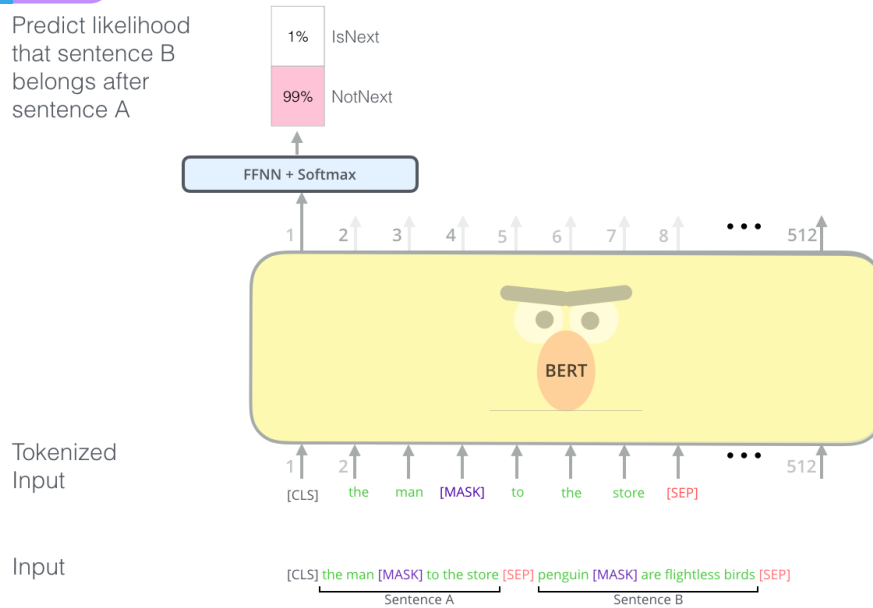 Predict likelihood
that sentence B
belongs after
sentence A
1% IsNext
99% NotNext
FFNN + Softmax
1 2 3 4 5 6 7 8 ••• 512
BERT
Tokenized
Input
1 2 ••• 512
[CLS] the man [MASK] to the store [SEP]
Input
[CLS] the man [MASK] to the store [SEP] penguin [MASK] are flightless birds [SEP]
Sentence A Sentence B